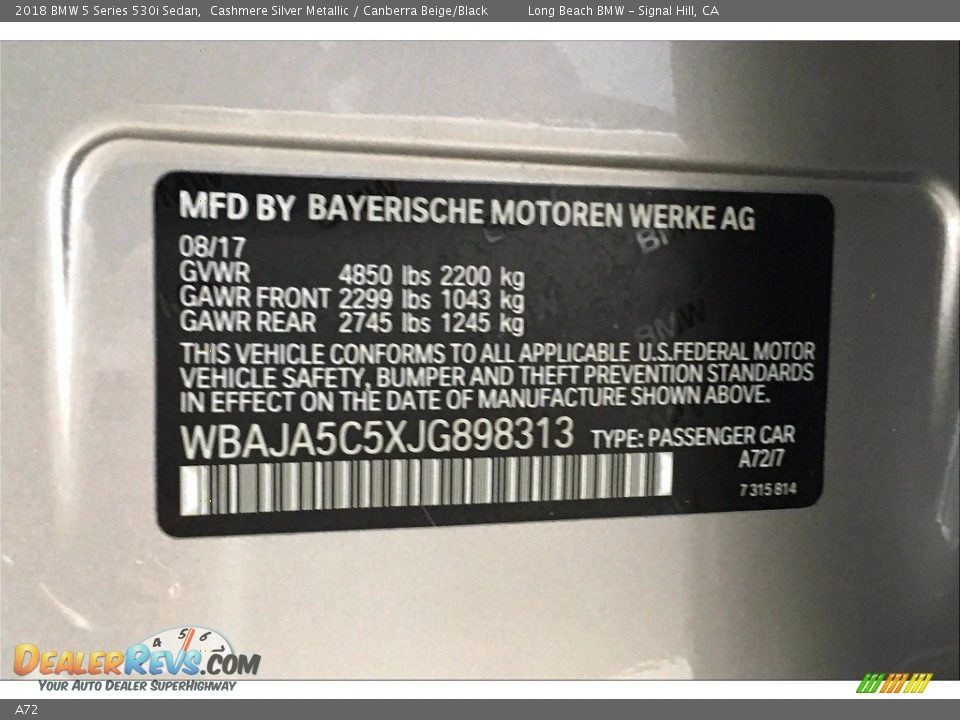 2018 BMW 5 Series 530i Sedan,  Cashmere Silver Metallic / Canberra Beige/Black  Long Beach BMW - Signal Hill, CA
MFD BY BAYERISCHE MOTOREN WERKE AG
08/17
GVWR 4850 lbs 2200 kg
GAWR FRONT 2299 lbs 1043 kg
GAWR REAR 2745 lbs 1245 kg
THIS VEHICLE CONFORMS TO ALL APPLICABLE U.S.FEDERAL MOTOR
VEHICLE SAFETY, BUMPER AND THEFT PREVENTION STANDARDS
IN EFFECT ON THE DATE OF MANUFACTURE SHOWN ABOVE.
WBAJA5C5XJG898313 TYPE: PASSENGER CAR
A72/7
7 315 814
4 5 6
DEALERREVS.COM
YOUR AUTO DEALER SUPERHIGHWAY
A72